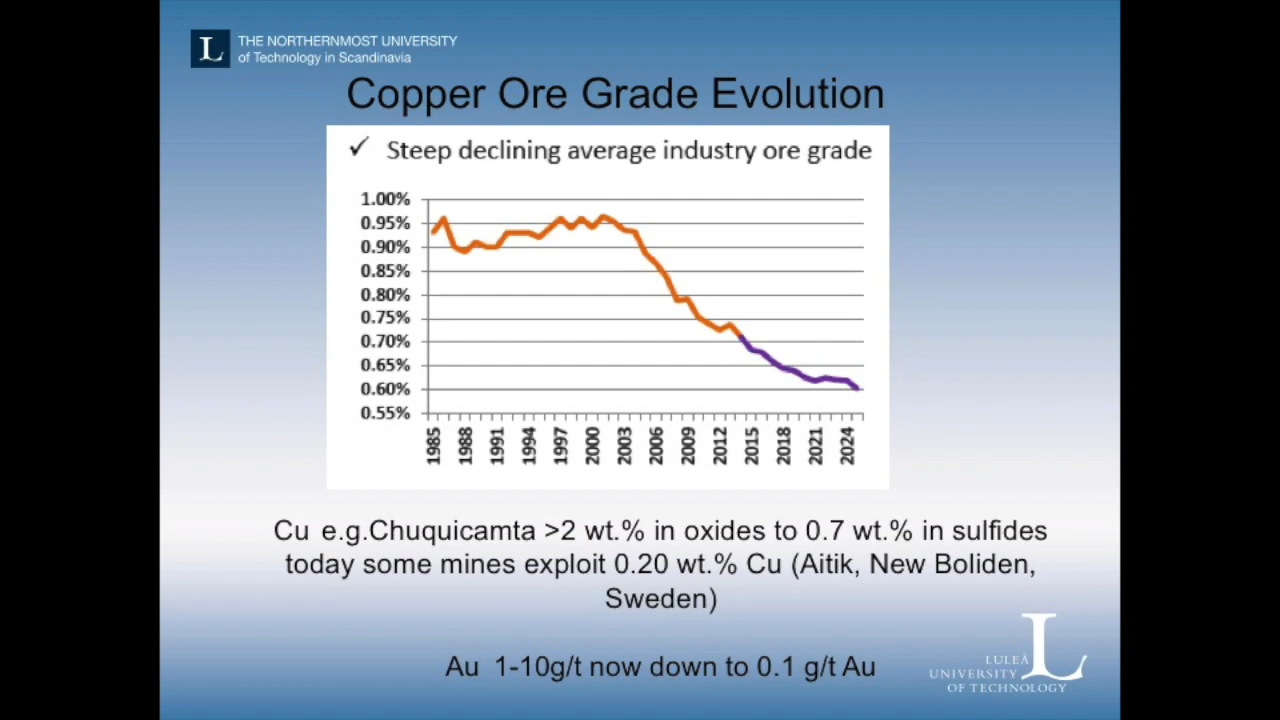 L THE NORTHERNMOST UNIVERSITY
of Technology in Scandinavia
Copper Ore Grade Evolution
✓ Steep declining average industry ore grade
1.00%
0.95%
0.90%
0.85%
0.80%
0.75%
0.70%
0.65%
0.60%
0.55%
1985 1988 1991 1994 1997 2000 2003 2006 2009 2012 2015 2018 2021 2024
Cu e.g.Chuquicamta >2 wt.% in oxides to 0.7 wt.% in sulfides
today some mines exploit 0.20 wt.% Cu (Aitik, New Boliden,
Sweden)
Au 1-10g/t now down to 0.1 g/t Au
L
LULEÅ
UNIVERSITY
OF TECHNOLOGY